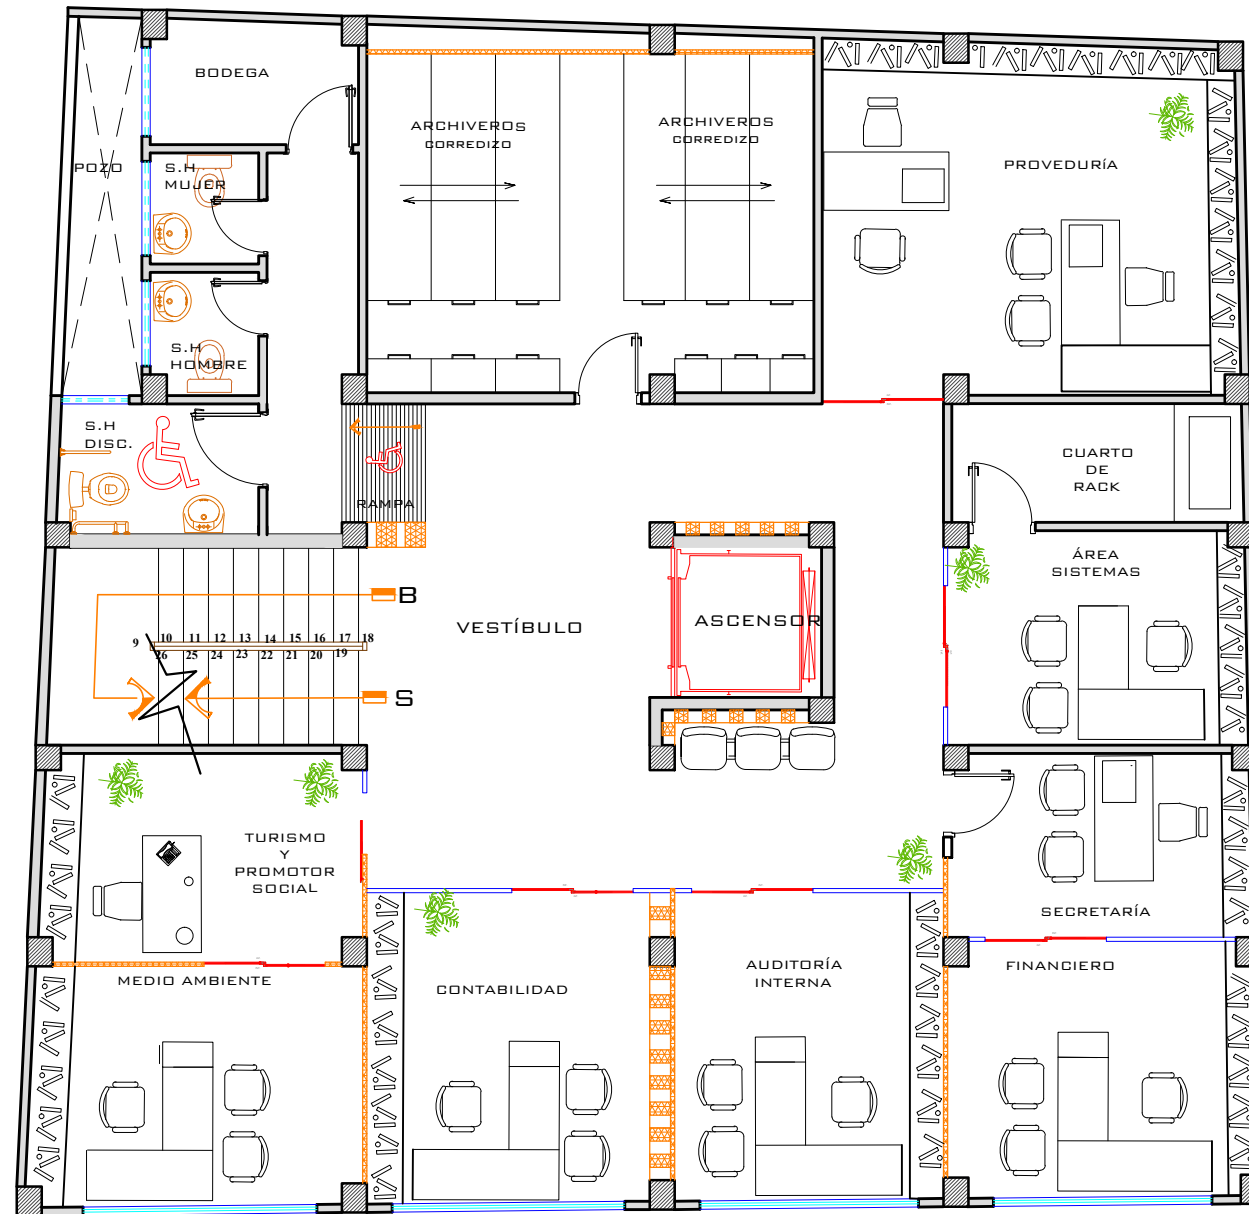 BODEGA
ARCHIVEROS
CORREDIZO
ARCHIVEROS
CORREDIZO
PROVEDURÍA
POZO
S.H
MUJER
S.H
HOMBRE
S.H
DISC.
RAMPA
CUARTO
DE
RACK
ÁREA
SISTEMAS
B
VESTÍBULO
ASCENSOR
9 10 11 12 13 14 15 16 17 18
26 25 24 23 22 21 20 19
S
TURISMO
Y
PROMOTOR
SOCIAL
SECRETARÍA
MEDIO AMBIENTE
CONTABILIDAD
AUDITORÍA
INTERNA
FINANCIERO